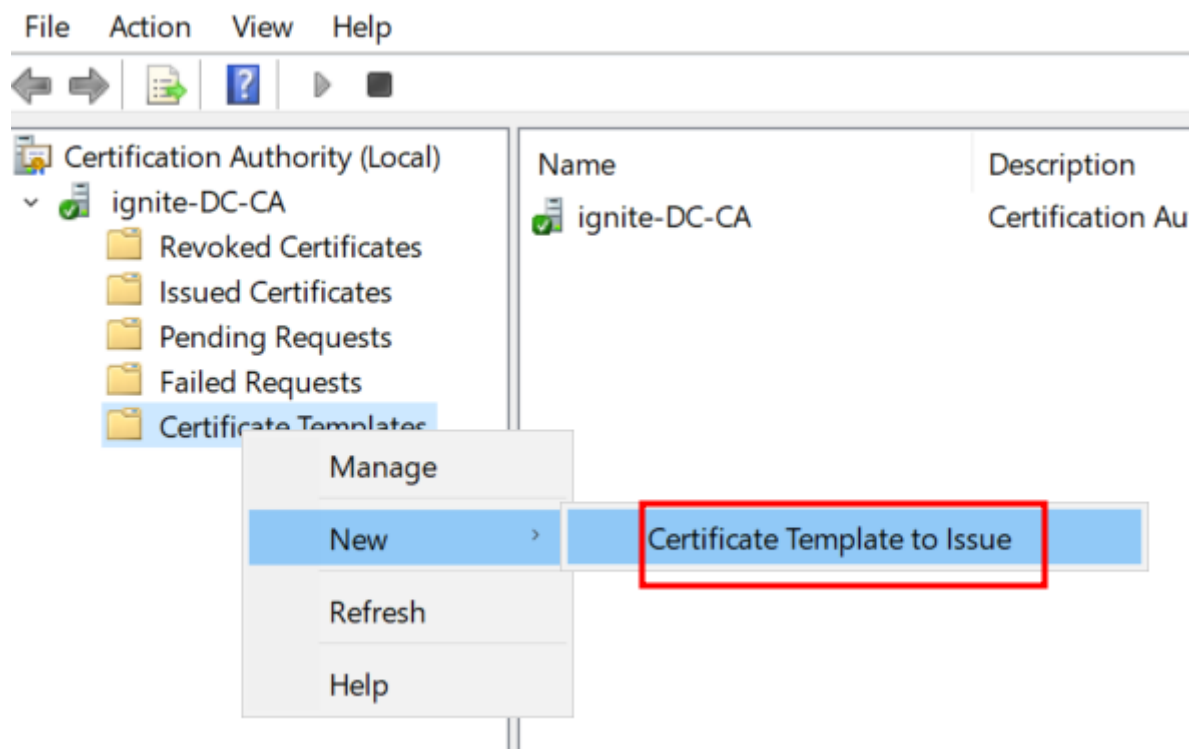 File Action View Help
Certification Authority (Local)
ignite-DC-CA
Revoked Certificates
Issued Certificates
Pending Requests
Failed Requests
Certificate Templates
Name Description
ignite-DC-CA Certification Au
Manage
New
Certificate Template to Issue
Refresh
Help